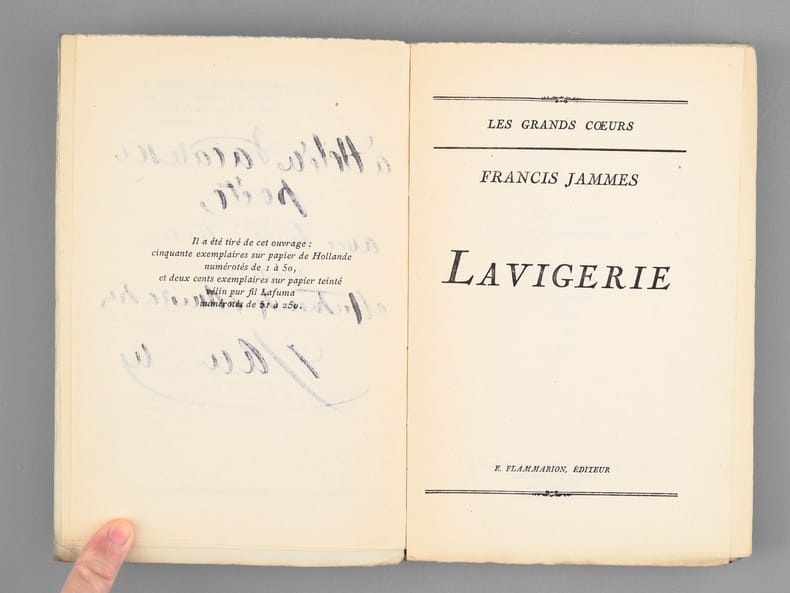 Il a été tiré de cet ouvrage :
cinquante exemplaires sur papier de Hollande
numérotés de 1 à 50,
et deux cents exemplaires sur papier teinté
vélin pur fil Lafuma
numérotés de 51 à 250.
LES GRANDS CŒURS
FRANCIS JAMMES
LAVIGERIE
E. FLAMMARION, ÉDITEUR